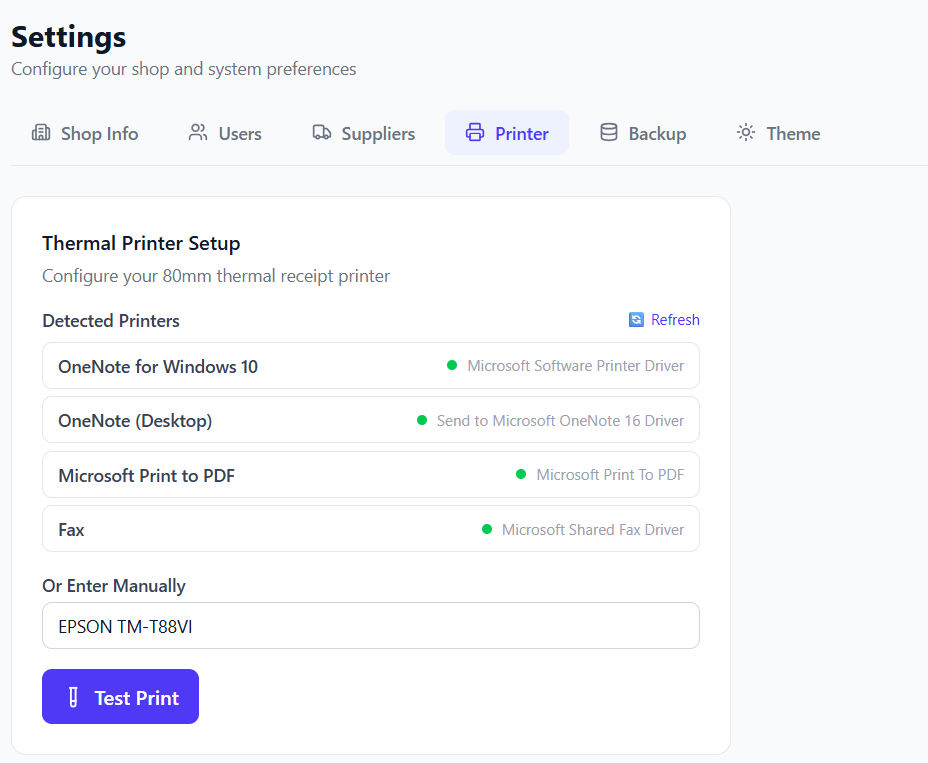 Settings
Configure your shop and system preferences
Shop Info Users Suppliers Printer Backup Theme
Thermal Printer Setup
Configure your 80mm thermal receipt printer
Detected Printers Refresh
OneNote for Windows 10 Microsoft Software Printer Driver
OneNote (Desktop) Send to Microsoft OneNote 16 Driver
Microsoft Print to PDF Microsoft Print To PDF
Fax Microsoft Shared Fax Driver
Or Enter Manually
EPSON TM-T88VI
Test Print